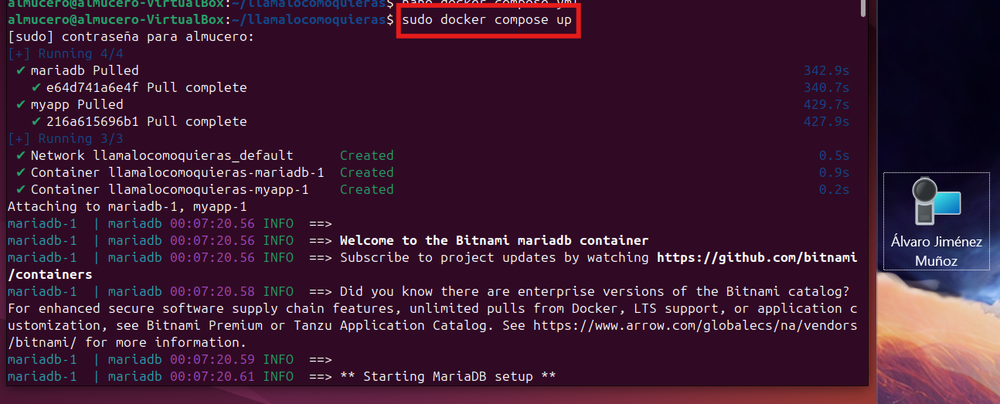 almucero@almucero-VirtualBox:~/llamalocomoquieras$ nano docker compose yml
almucero@almucero-VirtualBox:~/llamalocomoquieras$ sudo docker compose up
[sudo] contraseña para almucero:
[+] Running 4/4
✔ mariadb Pulled 342.9s
✔ e64d741a6e4f Pull complete 340.7s
✔ myapp Pulled 429.7s
✔ 216a615696b1 Pull complete 427.9s
[+] Running 3/3
✔ Network llamalocomoquieras_default Created 0.5s
✔ Container llamalocomoquieras-mariadb-1 Created 0.9s
✔ Container llamalocomoquieras-myapp-1 Created 0.2s
Attaching to mariadb-1, myapp-1
mariadb-1 | mariadb 00:07:20.56 INFO ==>
mariadb-1 | mariadb 00:07:20.56 INFO ==> Welcome to the Bitnami mariadb container
mariadb-1 | mariadb 00:07:20.56 INFO ==> Subscribe to project updates by watching https://github.com/bitnami
/containers
mariadb-1 | mariadb 00:07:20.58 INFO ==> Did you know there are enterprise versions of the Bitnami catalog?
For enhanced secure software supply chain features, unlimited pulls from Docker, LTS support, or application c
ustomization, see Bitnami Premium or Tanzu Application Catalog. See https://www.arrow.com/globalecs/na/vendors
/bitnami/ for more information.
mariadb-1 | mariadb 00:07:20.59 INFO ==>
mariadb-1 | mariadb 00:07:20.61 INFO ==> ** Starting MariaDB setup **
Álvaro Jiménez
Muñoz